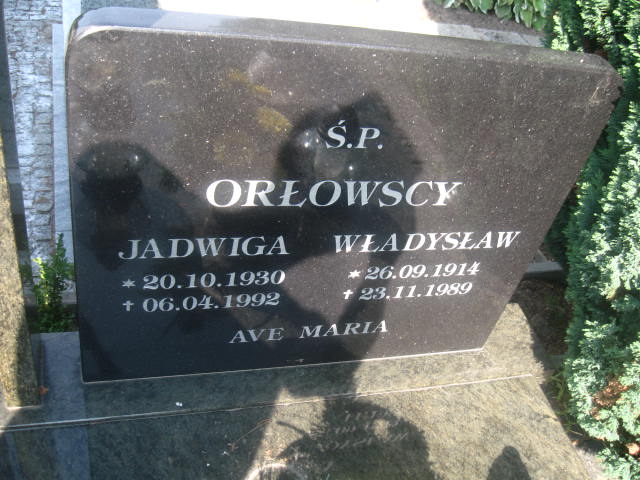 Ś.P.
ORŁOWSCY
JADWIGA WŁADYSŁAW
* 20.10.1930 * 26.09.1914
† 06.04.1992 † 23.11.1989
AVE MARIA